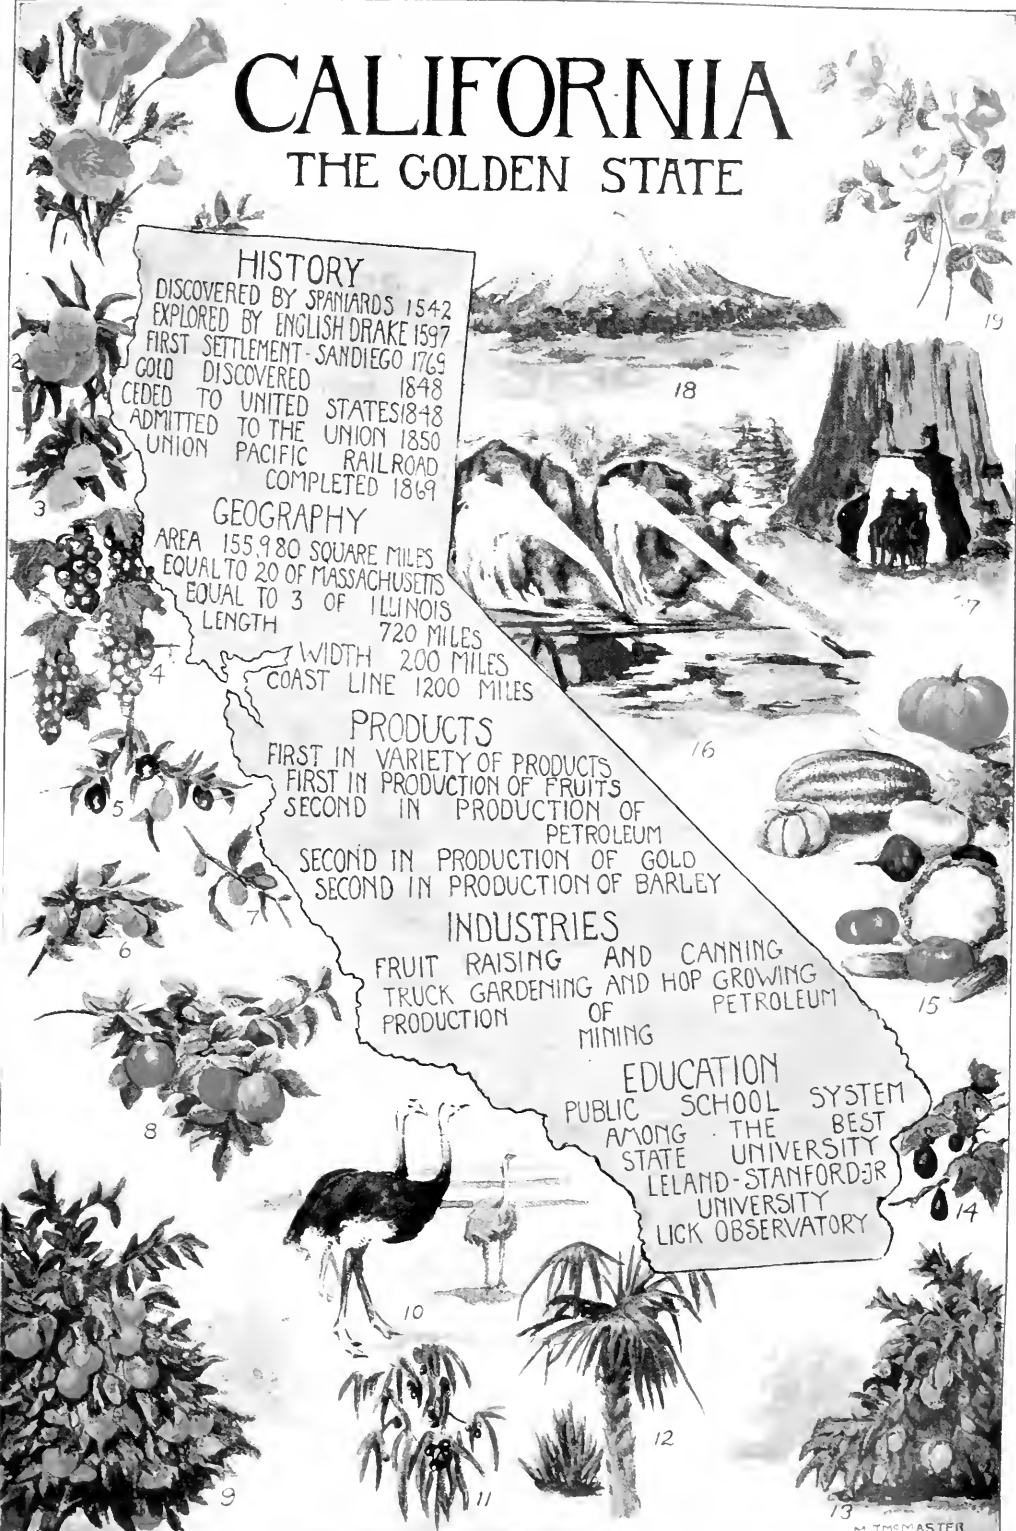 CALIFORNIA
THE GOLDEN STATE
HISTORY
DISCOVERED BY SPANIARDS 1542
EXPLORED BY ENGLISH DRAKE 1597
FIRST SETTLEMENT - SAN DIEGO 1769
GOLD DISCOVERED 1848
CEDED TO UNITED STATES 1848
ADMITTED TO THE UNION 1850
UNION PACIFIC RAILROAD
COMPLETED 1869
GEOGRAPHY
AREA 155,980 SQUARE MILES
EQUAL TO 20 OF MASSACHUSETTS
EQUAL TO 3 OF ILLINOIS
LENGTH 720 MILES
WIDTH 200 MILES
COAST LINE 1200 MILES
PRODUCTS
FIRST IN VARIETY OF PRODUCTS
FIRST IN PRODUCTION OF FRUITS
SECOND IN PRODUCTION OF
PETROLEUM
SECOND IN PRODUCTION OF GOLD
SECOND IN PRODUCTION OF BARLEY
INDUSTRIES
FRUIT RAISING AND CANNING
TRUCK GARDENING AND HOP GROWING
PRODUCTION OF PETROLEUM
MINING
EDUCATION
PUBLIC SCHOOL SYSTEM
AMONG THE BEST
STATE UNIVERSITY
LELAND-STANFORD-JR
UNIVERSITY
LICK OBSERVATORY
2
3
4
5
6
7
8
9
10
11
12
13
14
15
16
17
18
19
M. T. MCMASTER